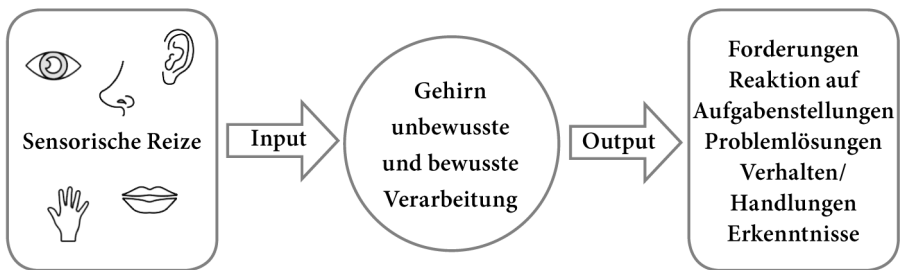 Sensorische Reize
Input
Gehirn
unbewusste
und bewusste
Verarbeitung
Output
Forderungen
Reaktion auf
Aufgabenstellungen
Problemlösungen
Verhalten/
Handlungen
Erkenntnisse